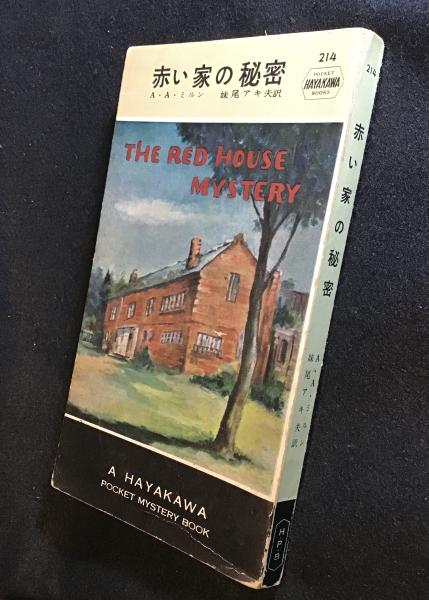 214
赤い家の秘密
A・A・ミルン 妹尾アキ夫訳
POCKET
HAYAKAWA
BOOKS
THE RED HOUSE
MYSTERY
A HAYAKAWA
POCKET MYSTERY BOOK
214
赤い家の秘密
A・A・ミルン
妹尾アキ夫訳
HPB